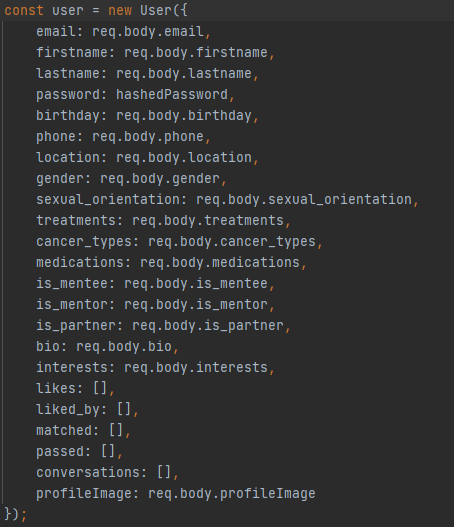 const user = new User({
email: req.body.email,
firstname: req.body.firstname,
lastname: req.body.lastname,
password: hashedPassword,
birthday: req.body.birthday,
phone: req.body.phone,
location: req.body.location,
gender: req.body.gender,
sexual_orientation: req.body.sexual_orientation,
treatments: req.body.treatments,
cancer_types: req.body.cancer_types,
medications: req.body.medications,
is_mentee: req.body.is_mentee,
is_mentor: req.body.is_mentor,
is_partner: req.body.is_partner,
bio: req.body.bio,
interests: req.body.interests,
likes: [],
liked_by: [],
matched: [],
passed: [],
conversations: [],
profileImage: req.body.profileImage
});